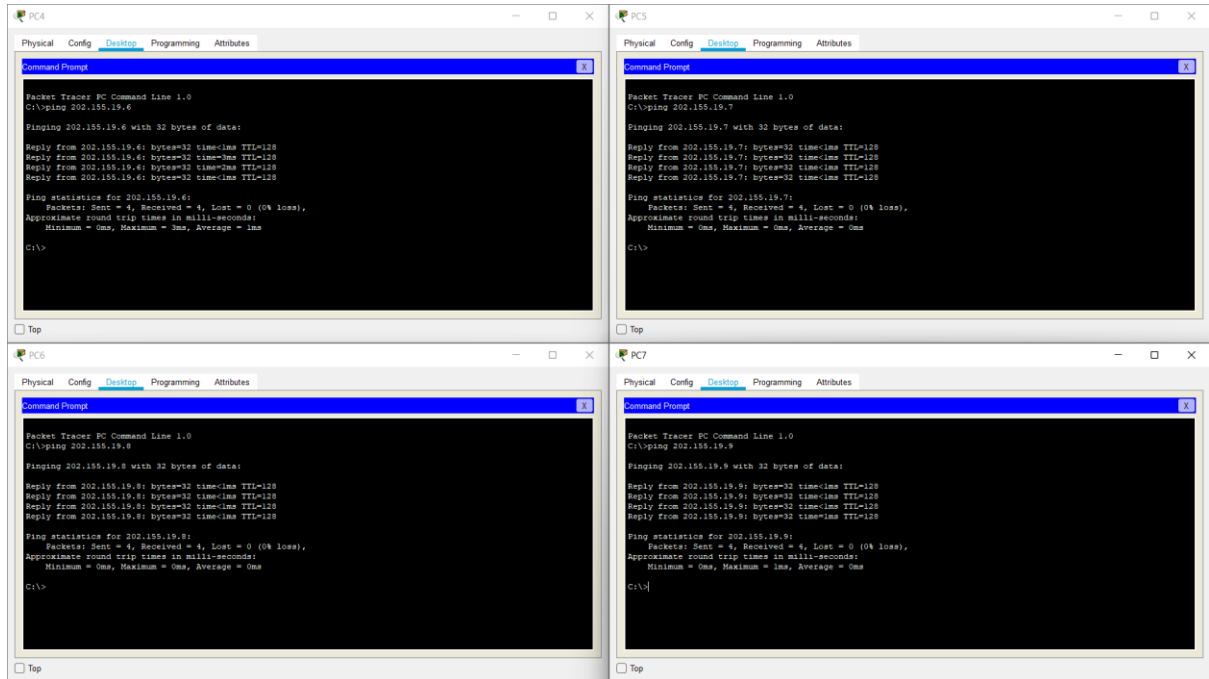 PC4
Physical Config Desktop Programming Attributes
Command Prompt
X
Packet Tracer PC Command Line 1.0
C:\>ping 202.155.19.6
Pinging 202.155.19.6 with 32 bytes of data:
Reply from 202.155.19.6: bytes=32 time<1ms TTL=128
Reply from 202.155.19.6: bytes=32 time=3ms TTL=128
Reply from 202.155.19.6: bytes=32 time=2ms TTL=128
Reply from 202.155.19.6: bytes=32 time<1ms TTL=128
Ping statistics for 202.155.19.6:
Packets: Sent = 4, Received = 4, Lost = 0 (0% loss),
Approximate round trip times in milli-seconds:
Minimum = 0ms, Maximum = 3ms, Average = 1ms
C:\>
Top
PC5
Physical Config Desktop Programming Attributes
Command Prompt
X
Packet Tracer PC Command Line 1.0
C:\>ping 202.155.19.7
Pinging 202.155.19.7 with 32 bytes of data:
Reply from 202.155.19.7: bytes=32 time<1ms TTL=128
Reply from 202.155.19.7: bytes=32 time<1ms TTL=128
Reply from 202.155.19.7: bytes=32 time<1ms TTL=128
Reply from 202.155.19.7: bytes=32 time<1ms TTL=128
Ping statistics for 202.155.19.7:
Packets: Sent = 4, Received = 4, Lost = 0 (0% loss),
Approximate round trip times in milli-seconds:
Minimum = 0ms, Maximum = 0ms, Average = 0ms
C:\>
Top
PC6
Physical Config Desktop Programming Attributes
Command Prompt
X
Packet Tracer PC Command Line 1.0
C:\>ping 202.155.19.8
Pinging 202.155.19.8 with 32 bytes of data:
Reply from 202.155.19.8: bytes=32 time<1ms TTL=128
Reply from 202.155.19.8: bytes=32 time<1ms TTL=128
Reply from 202.155.19.8: bytes=32 time<1ms TTL=128
Reply from 202.155.19.8: bytes=32 time<1ms TTL=128
Ping statistics for 202.155.19.8:
Packets: Sent = 4, Received = 4, Lost = 0 (0% loss),
Approximate round trip times in milli-seconds:
Minimum = 0ms, Maximum = 0ms, Average = 0ms
C:\>
Top
PC7
Physical Config Desktop Programming Attributes
Command Prompt
X
Packet Tracer PC Command Line 1.0
C:\>ping 202.155.19.9
Pinging 202.155.19.9 with 32 bytes of data:
Reply from 202.155.19.9: bytes=32 time<1ms TTL=128
Reply from 202.155.19.9: bytes=32 time<1ms TTL=128
Reply from 202.155.19.9: bytes=32 time<1ms TTL=128
Reply from 202.155.19.9: bytes=32 time=1ms TTL=128
Ping statistics for 202.155.19.9:
Packets: Sent = 4, Received = 4, Lost = 0 (0% loss),
Approximate round trip times in milli-seconds:
Minimum = 0ms, Maximum = 1ms, Average = 0ms
C:\>
Top